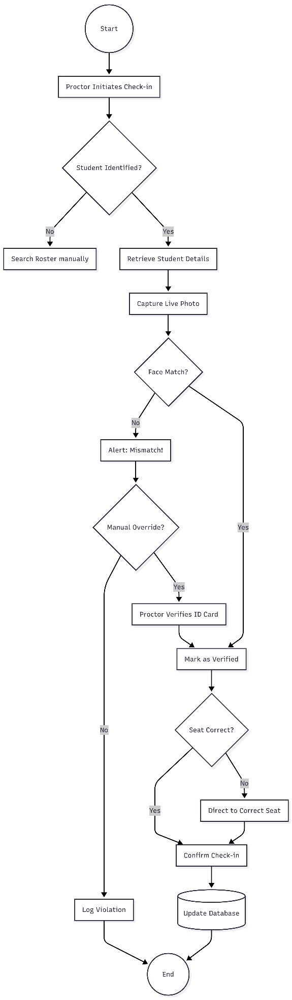 Start
Proctor Initiates Check-in
Student Identified?
No
Yes
Search Roster manually
Retrieve Student Details
Capture Live Photo
Face Match?
No
Alert: Mismatch!
Manual Override?
Yes
Yes
Proctor Verifies ID Card
Mark as Verified
Seat Correct?
No
No
Yes
Direct to Correct Seat
Confirm Check-in
Log Violation
Update Database
End